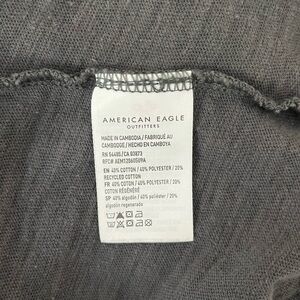 AMERICAN EAGLE
OUTFITTERS
MADE IN CAMBODIA / FABRIQUÉ AU
CAMBODGE / HECHO EN CAMBOYA
RN 54485/CA 03873
EN 40% COTTON / 40% POLYESTER / 20%
RECYCLED COTTON
FR 40% COTON / 40% POLYESTER / 20%
COTON RÉGÉNÉRÉ
SP 40% algodón / 40% poliéster / 20%
algodón regenerado